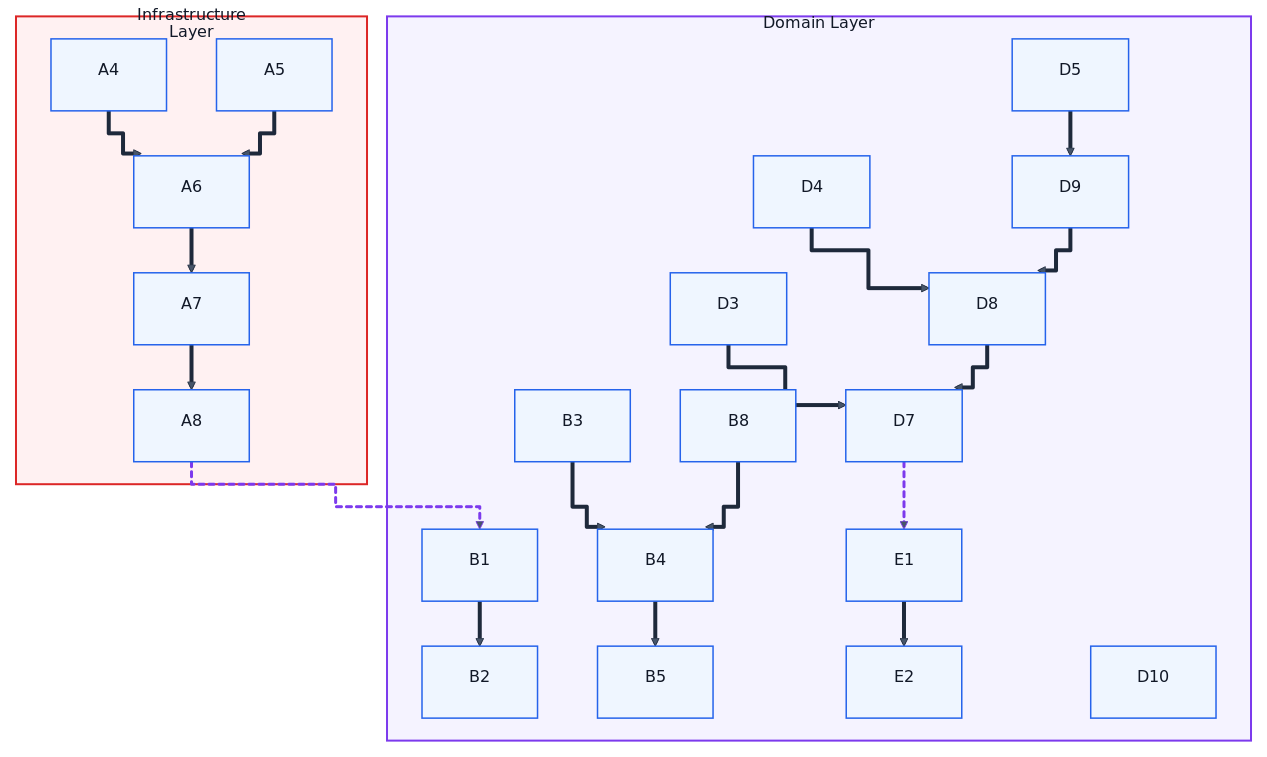 Infrastructure
Layer
Domain Layer
A4
A5
D5
A6
D4
D9
A7
D3
D8
A8
B3
B8
D7
B1
B4
E1
B2
B5
E2
D10